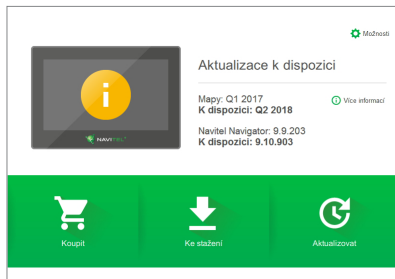 Možnosti
Aktualizace k dispozici
Mapy: Q1 2017
K dispozici: Q2 2018
Více informací
Navitel Navigator: 9.9.203
K dispozici: 9.10.903
NAVITEL
Koupit
Ke stažení
Aktualizovat